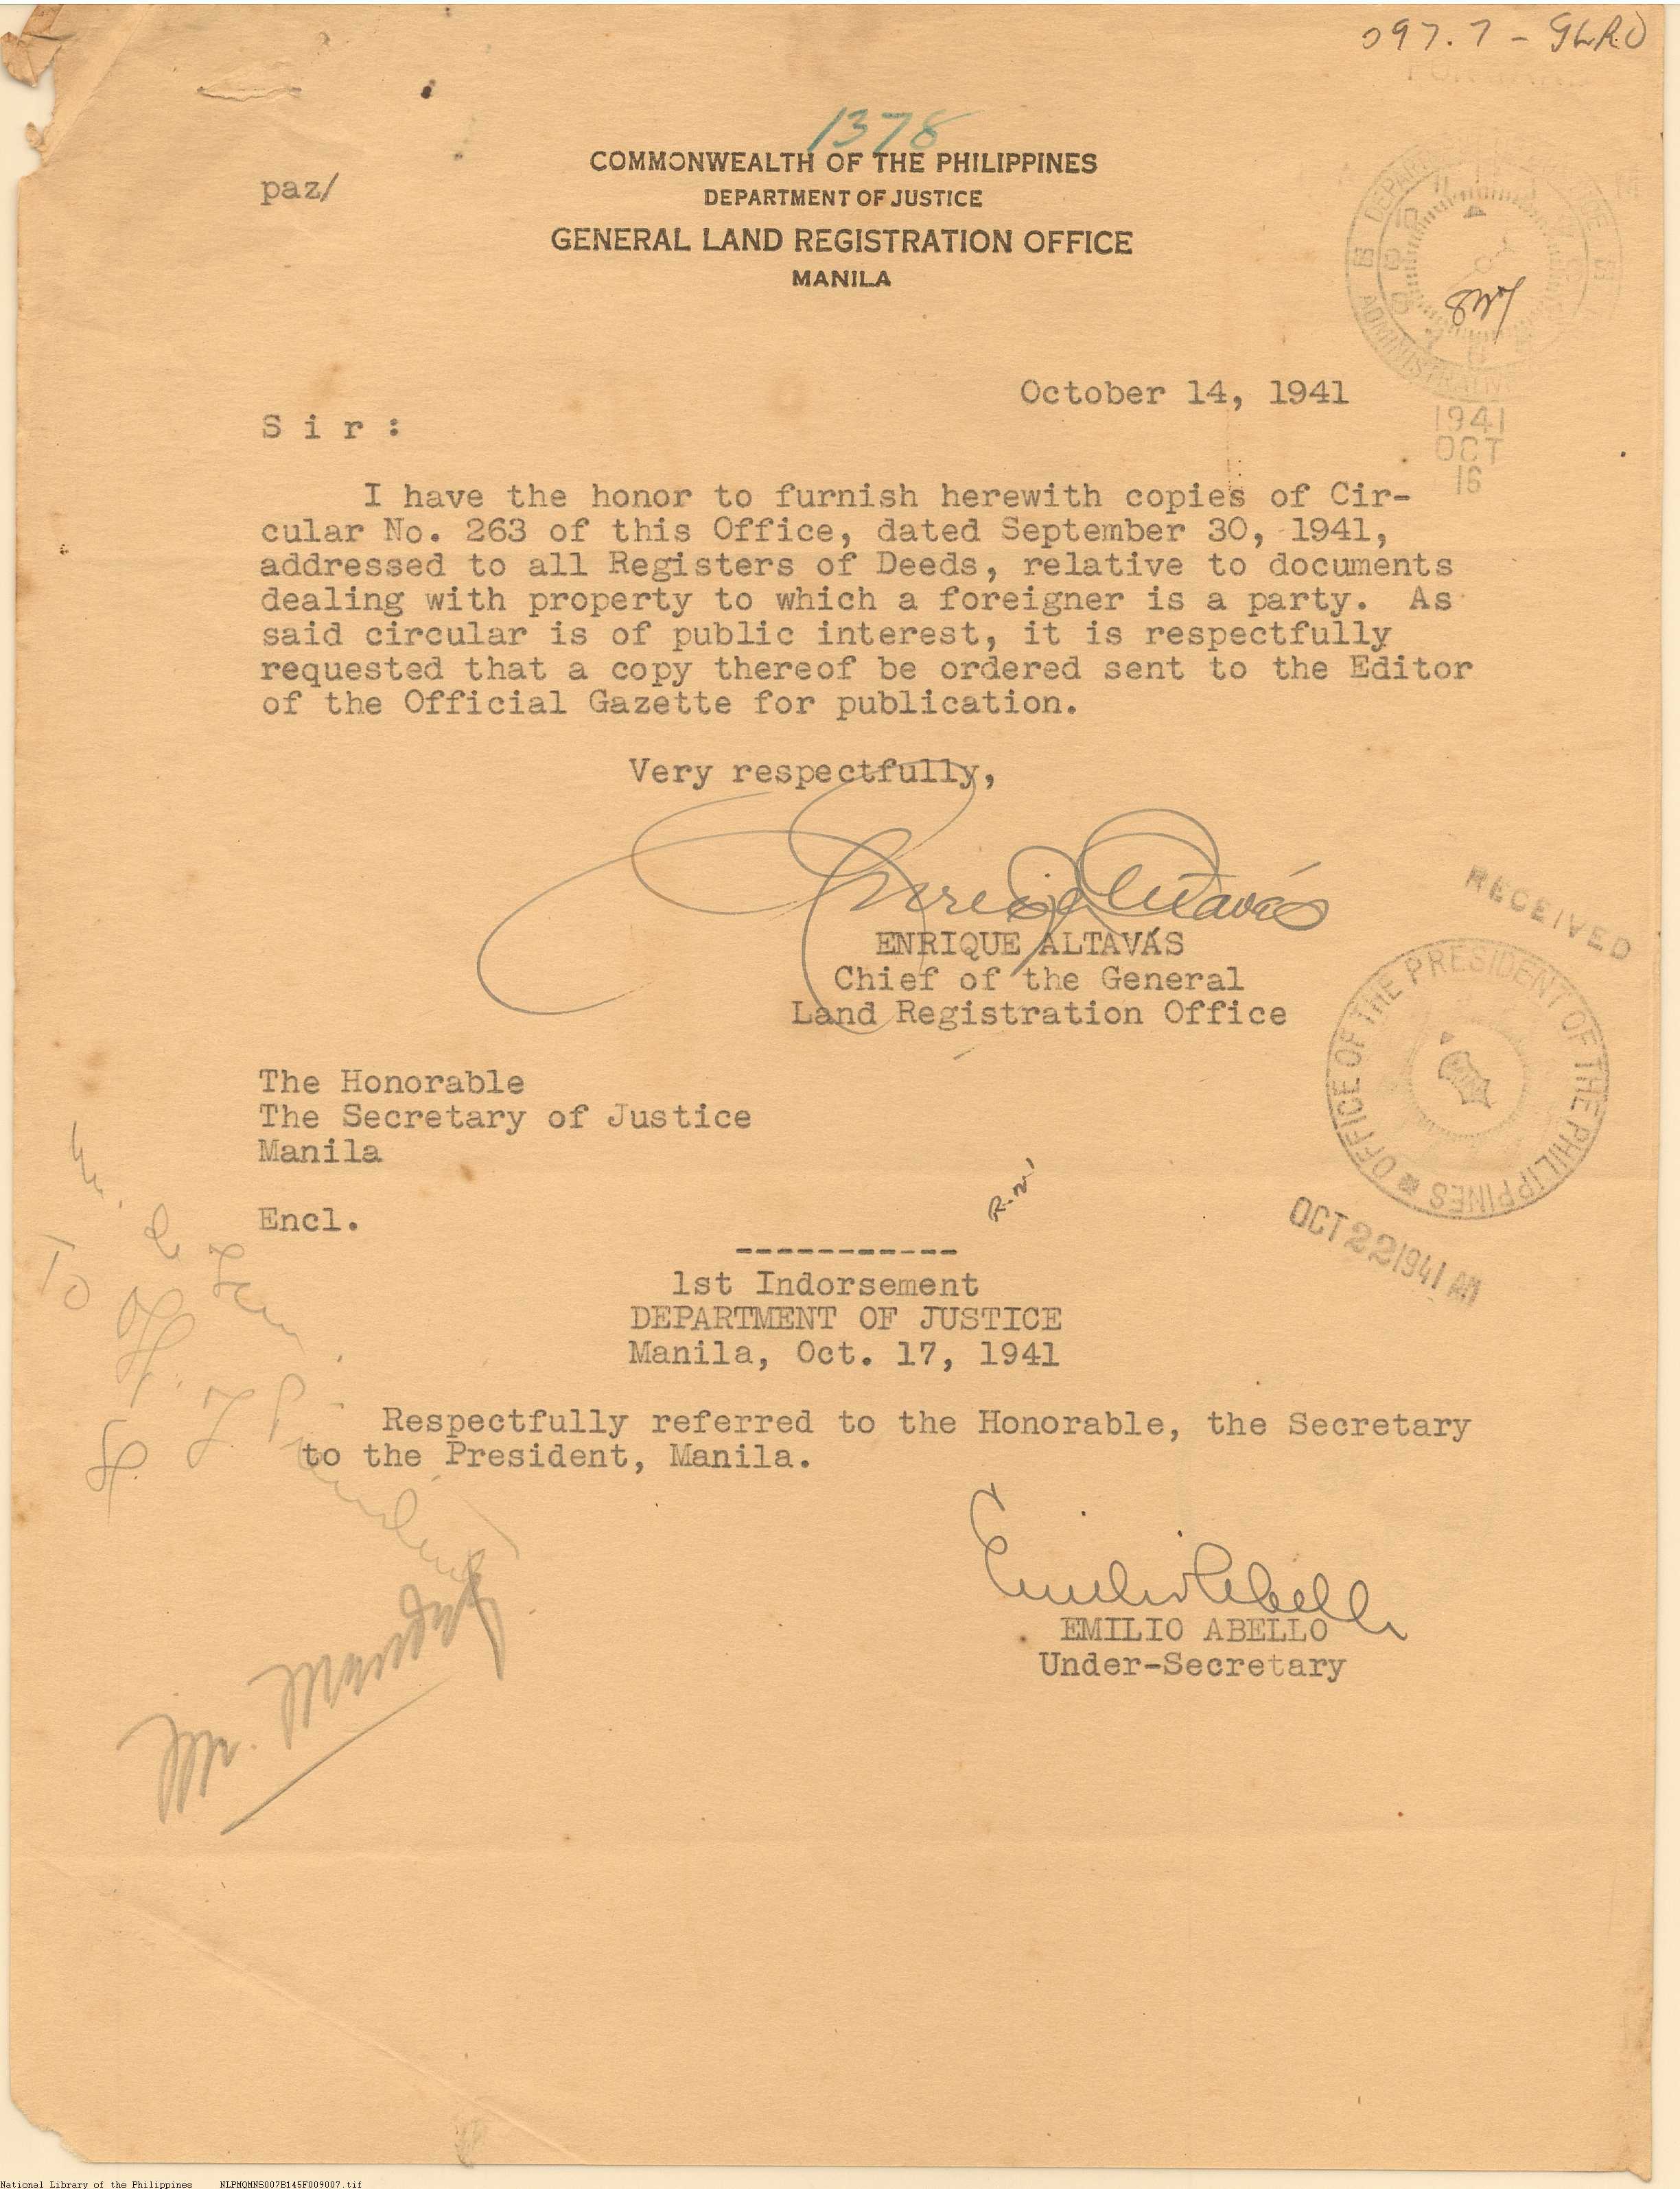 097.7 - GLRO
1378
COMMONWEALTH OF THE PHILIPPINES
paz/
DEPARTMENT OF JUSTICE
GENERAL LAND REGISTRATION OFFICE
MANILA
ADMINISTRATIVE
October 14, 1941
1941
OCT
16
S i r :
I have the honor to furnish herewith copies of Cir-
cular No. 263 of this Office, dated September 30, 1941,
addressed to all Registers of Deeds, relative to documents
dealing with property to which a foreigner is a party. As
said circular is of public interest, it is respectfully
requested that a copy thereof be ordered sent to the Editor
of the Official Gazette for publication.
Very respectfully,
Enrique Altavás
ENRIQUE ALTAVÁS
Chief of the General
Land Registration Office
RECEIVED
OFFICE OF THE PRESIDENT OF THE PHILIPPINES
OCT 22 1941 AM
The Honorable
The Secretary of Justice
Manila
Encl.
-----------
1st Indorsement
DEPARTMENT OF JUSTICE
Manila, Oct. 17, 1941
Respectfully referred to the Honorable, the Secretary
to the President, Manila.
Emilio Abello
EMILIO ABELLO
Under-Secretary
Mr.
National Library of the Philippines NLPMQMNS007B145F009007.tif